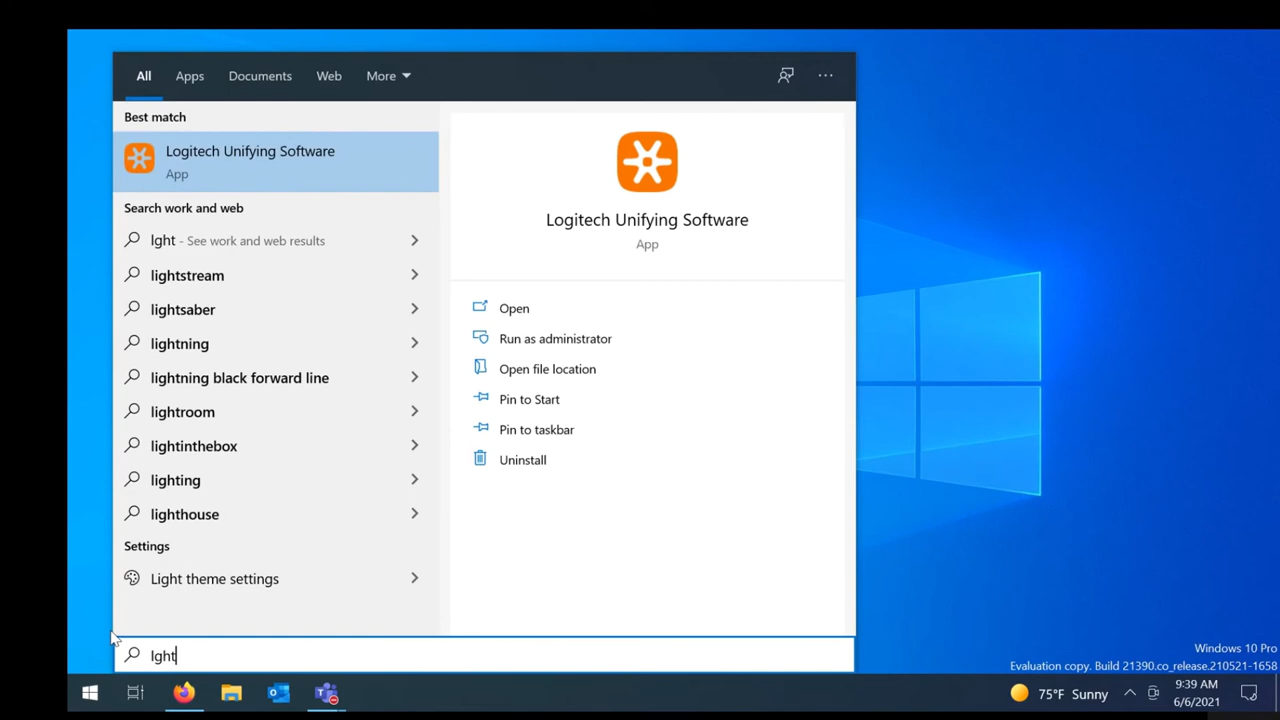 All Apps Documents Web More
Best match
Logitech Unifying Software
App
Search work and web
lght - See work and web results
lightstream
lightsaber
lightning
lightning black forward line
lightroom
lightinthebox
lighting
lighthouse
Settings
Light theme settings
lght
Logitech Unifying Software
App
Open
Run as administrator
Open file location
Pin to Start
Pin to taskbar
Uninstall
Windows 10 Pro
Evaluation copy. Build 21390.co_release.210521-1658
75°F Sunny
9:39 AM
6/6/2021